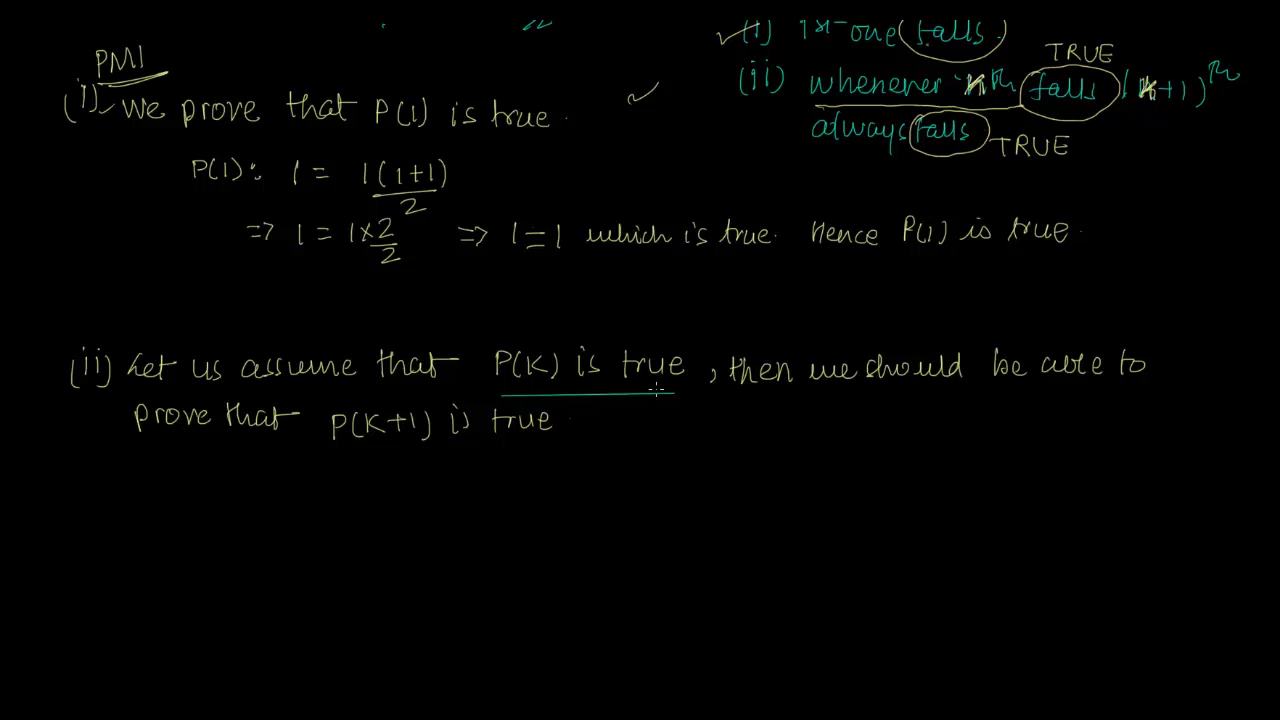 (i) 1st one falls
TRUE
(ii) whenever Kth falls (K+1)th
always falls TRUE
PMI
(i) We prove that P(1) is true.
P(1): 1 = 1(1+1)/2
=> 1 = 1×2/2 => 1=1 which is true. Hence P(1) is true.
(ii) Let us assume that P(K) is true, then we should be able to
prove that P(K+1) is true